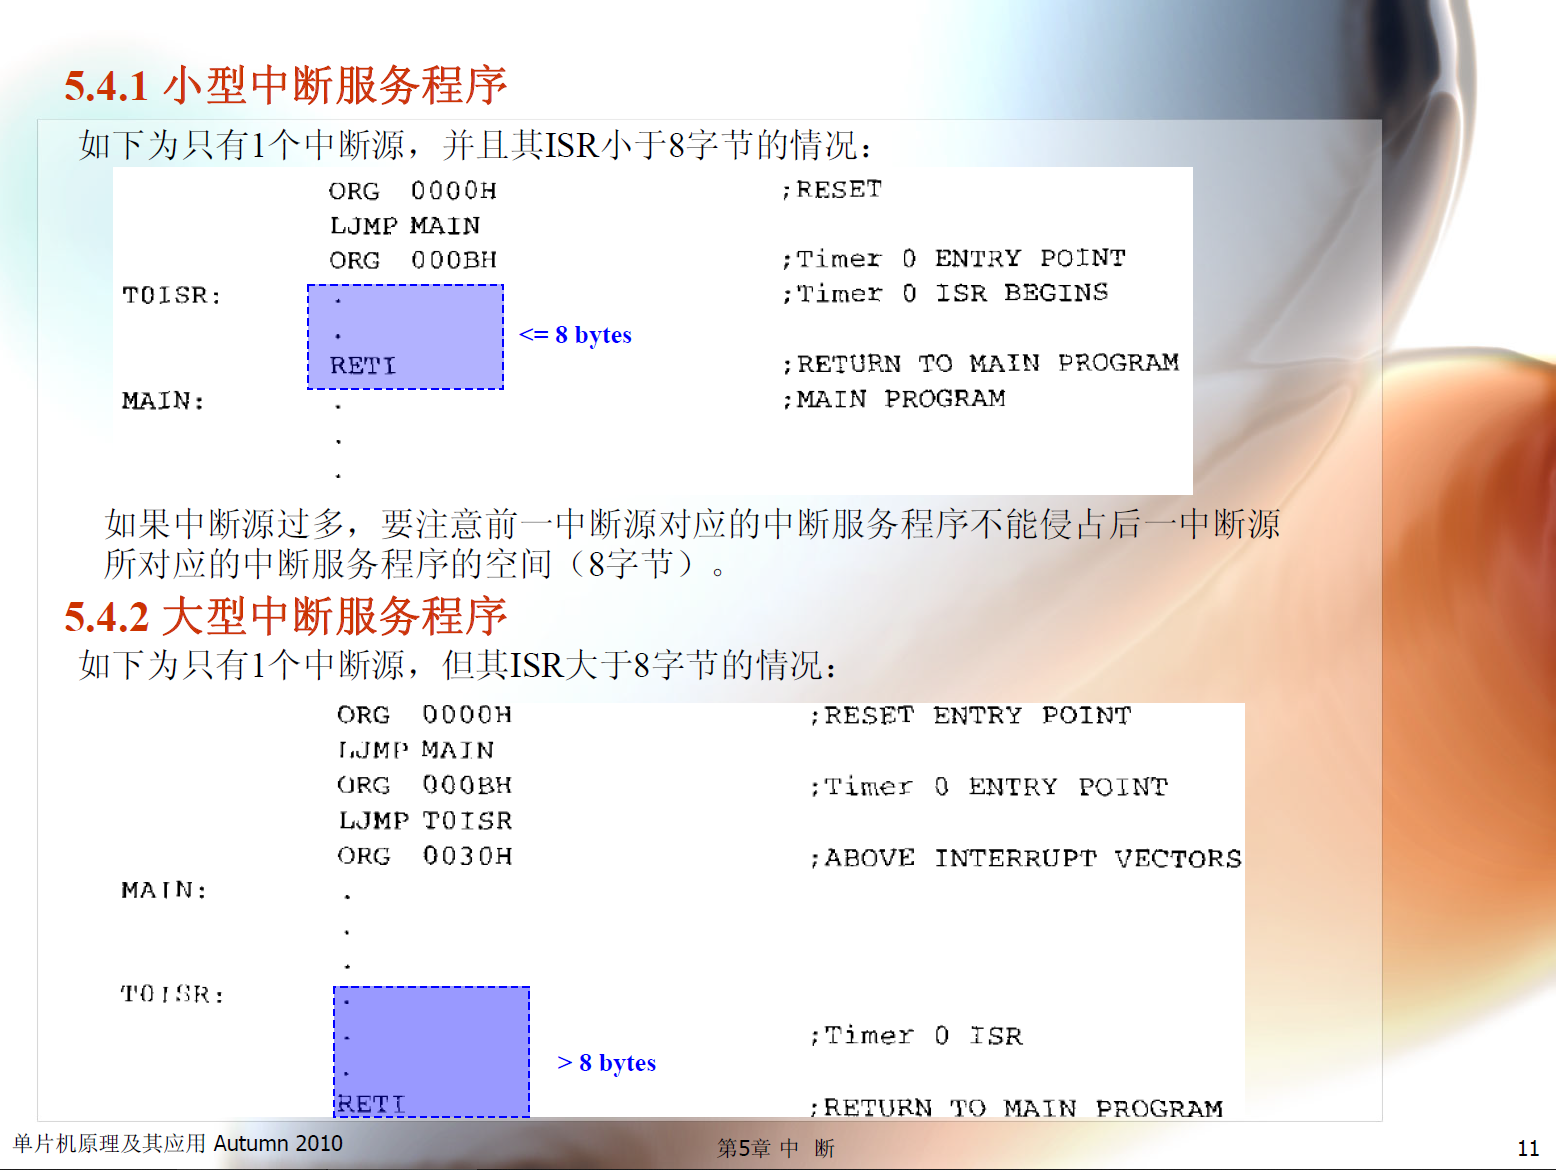 5.4.1 小型中断服务程序
如下为只有1个中断源，并且其ISR小于8字节的情况：
ORG 0000H ;RESET
LJMP MAIN
ORG 000BH ;Timer 0 ENTRY POINT
T0ISR: . ;Timer 0 ISR BEGINS
. <= 8 bytes
RETI ;RETURN TO MAIN PROGRAM
MAIN: . ;MAIN PROGRAM
.
.
如果中断源过多，要注意前一中断源对应的中断服务程序不能侵占后一中断源
所对应的中断服务程序的空间（8字节）。
5.4.2 大型中断服务程序
如下为只有1个中断源，但其ISR大于8字节的情况：
ORG 0000H ;RESET ENTRY POINT
LJMP MAIN
ORG 000BH ;Timer 0 ENTRY POINT
LJMP T0ISR
ORG 0030H ;ABOVE INTERRUPT VECTORS
MAIN: .
.
.
T0ISR: .
. ;Timer 0 ISR
. > 8 bytes
RETI ;RETURN TO MAIN PROGRAM
单片机原理及其应用 Autumn 2010 第5章 中 断 11